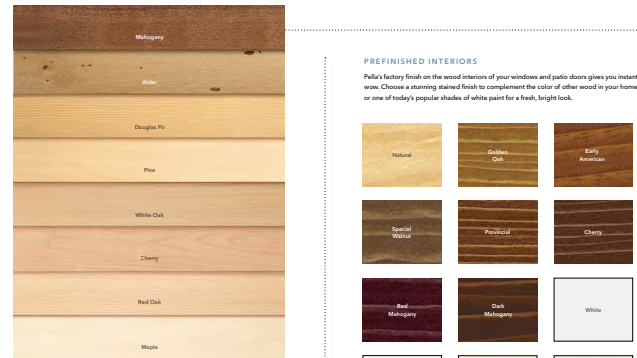 Mahogany
Alder
Douglas Fir
Pine
White Oak
Cherry
Red Oak
Maple
PREFINISHED INTERIORS
Pella's factory finish on the wood interiors of your windows and patio doors gives you instant
wow. Choose a stunning stained finish to complement the color of other wood in your home
or one of today's popular shades of white paint for a fresh, bright look.
Natural
Golden
Oak
Early
American
Special
Walnut
Provincial
Cherry
Red
Mahogany
Dark
Mahogany
White